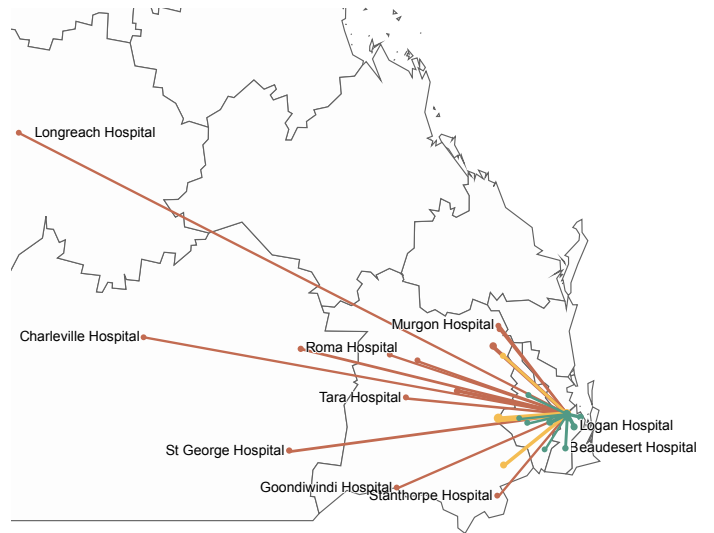 Longreach Hospital
Murgon Hospital
Charleville Hospital
Roma Hospital
Tara Hospital
Logan Hospital
Beaudesert Hospital
St George Hospital
Goondiwindi Hospital
Stanthorpe Hospital